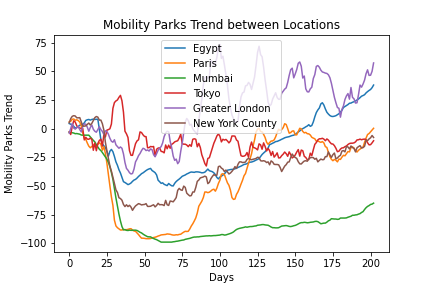 Mobility Parks Trend between Locations
Mobility Parks Trend
75
50
25
0
−25
−50
−75
−100
Egypt
Paris
Mumbai
Tokyo
Greater London
New York County
0
25
50
75
100
125
150
175
200
Days